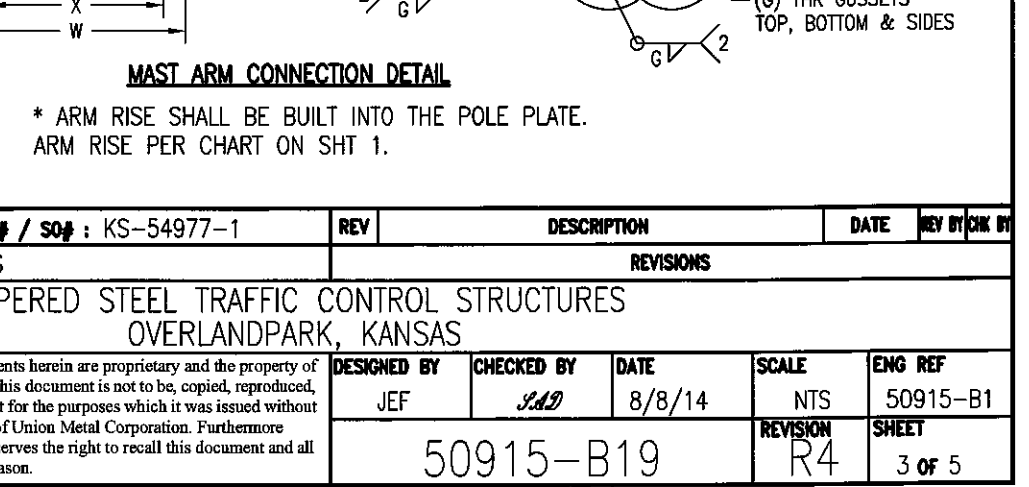 X
W
G
G
2
(G) THK GUSSETS
TOP, BOTTOM & SIDES
MAST ARM CONNECTION DETAIL
* ARM RISE SHALL BE BUILT INTO THE POLE PLATE.
ARM RISE PER CHART ON SHT 1.
# / SO# : KS-54977-1
REV DESCRIPTION DATE REV BY CHK BY
S
REVISIONS
PERED STEEL TRAFFIC CONTROL STRUCTURES
OVERLANDPARK, KANSAS
ents herein are proprietary and the property of
his document is not to be, copied, reproduced,
t for the purposes which it was issued without
of Union Metal Corporation. Furthermore
serves the right to recall this document and all
ason.
DESIGNED BY CHECKED BY DATE SCALE ENG REF
JEF SAD 8/8/14 NTS 50915-B1
50915-B19
REVISION SHEET
R4 3 OF 5